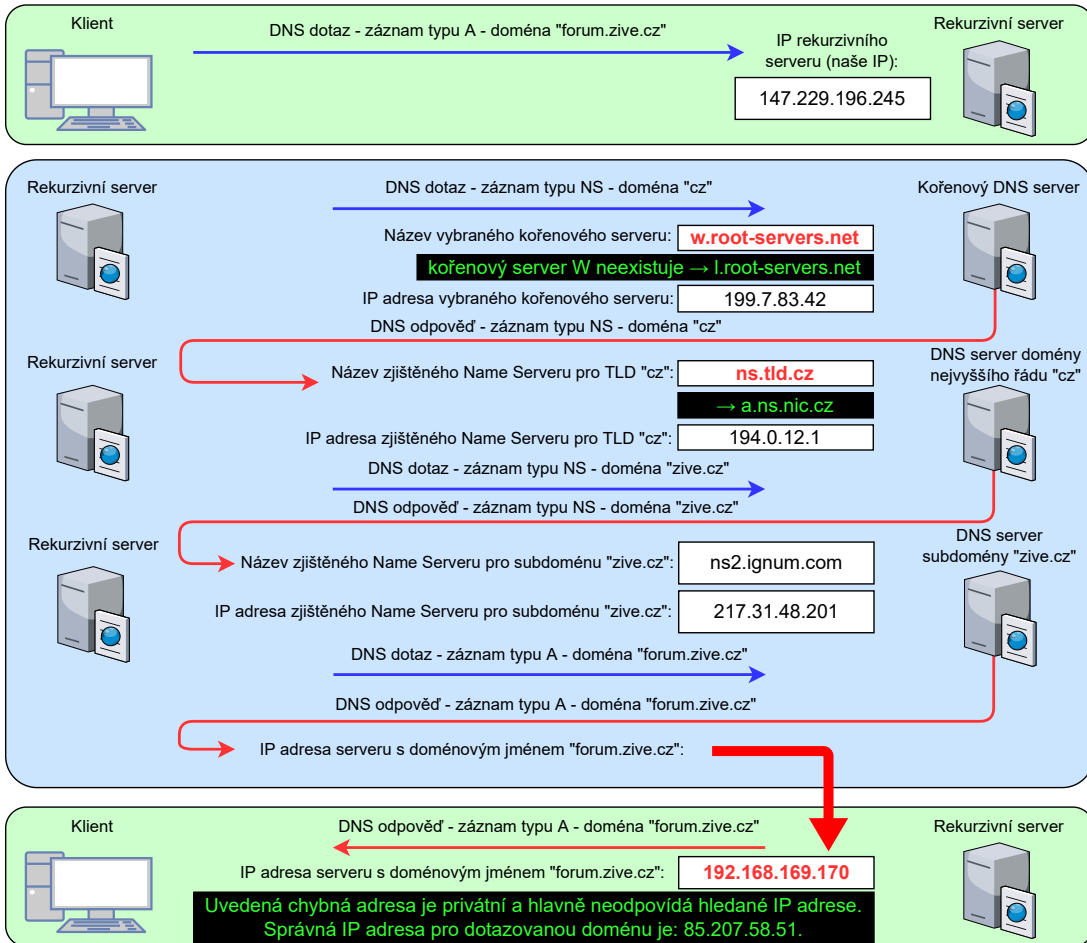 Klient
DNS dotaz - záznam typu A - doména "forum.zive.cz"
Rekurzivní server
IP rekurzivního
serveru (naše IP):
147.229.196.245
Rekurzivní server
DNS dotaz - záznam typu NS - doména "cz"
Kořenový DNS server
Název vybraného kořenového serveru:
w.root-servers.net
kořenový server W neexistuje → l.root-servers.net
IP adresa vybraného kořenového serveru:
199.7.83.42
DNS odpověď - záznam typu NS - doména "cz"
Rekurzivní server
DNS server domény
nejvyššího řádu "cz"
Název zjištěného Name Serveru pro TLD "cz":
ns.tld.cz
→ a.ns.nic.cz
IP adresa zjištěného Name Serveru pro TLD "cz":
194.0.12.1
DNS dotaz - záznam typu NS - doména "zive.cz"
DNS odpověď - záznam typu NS - doména "zive.cz"
Rekurzivní server
DNS server
subdomény "zive.cz"
Název zjištěného Name Serveru pro subdoménu "zive.cz":
ns2.ignum.com
IP adresa zjištěného Name Serveru pro subdoménu "zive.cz":
217.31.48.201
DNS dotaz - záznam typu A - doména "forum.zive.cz"
DNS odpověď - záznam typu A - doména "forum.zive.cz"
IP adresa serveru s doménovým jménem "forum.zive.cz":
Klient
DNS odpověď - záznam typu A - doména "forum.zive.cz"
Rekurzivní server
IP adresa serveru s doménovým jménem "forum.zive.cz":
192.168.169.170
Uvedená chybná adresa je privátní a hlavně neodpovídá hledané IP adrese.
Správná IP adresa pro dotazovanou doménu je: 85.207.58.51.